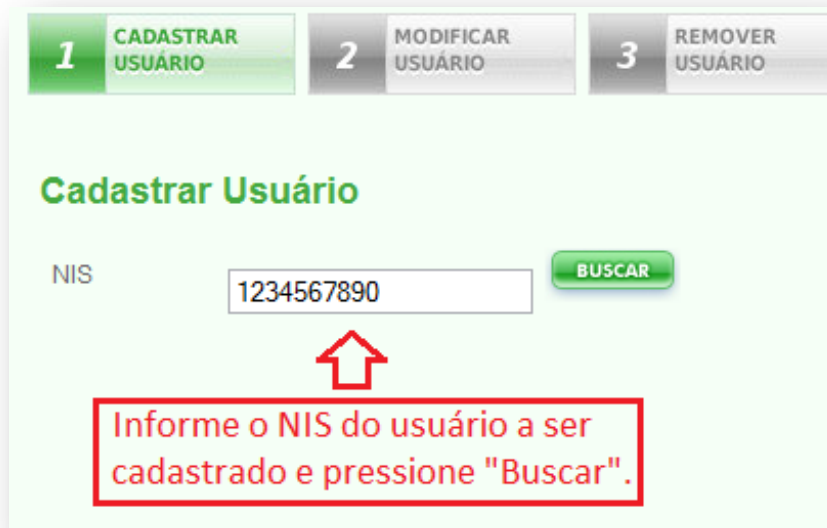 1 CADASTRAR USUÁRIO
2 MODIFICAR USUÁRIO
3 REMOVER USUÁRIO
Cadastrar Usuário
NIS 1234567890 BUSCAR
Informe o NIS do usuário a ser
cadastrado e pressione "Buscar".